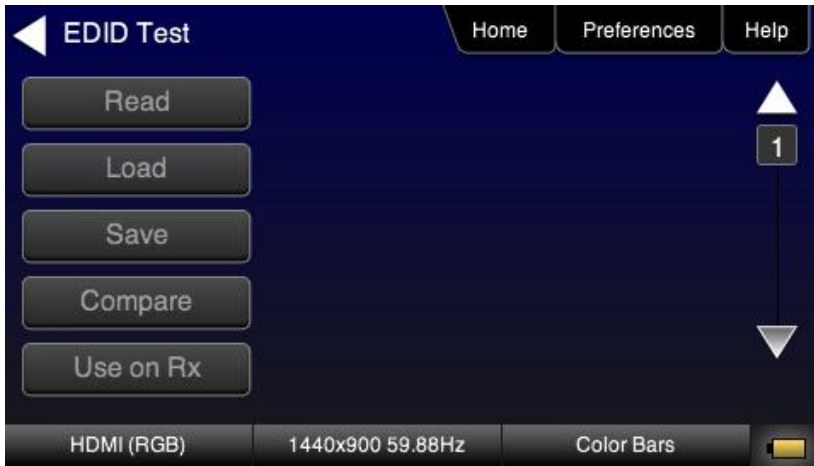 EDID Test
Home
Preferences
Help
Read
1
Load
Save
Compare
Use on Rx
HDMI (RGB)
1440x900 59.88Hz
Color Bars